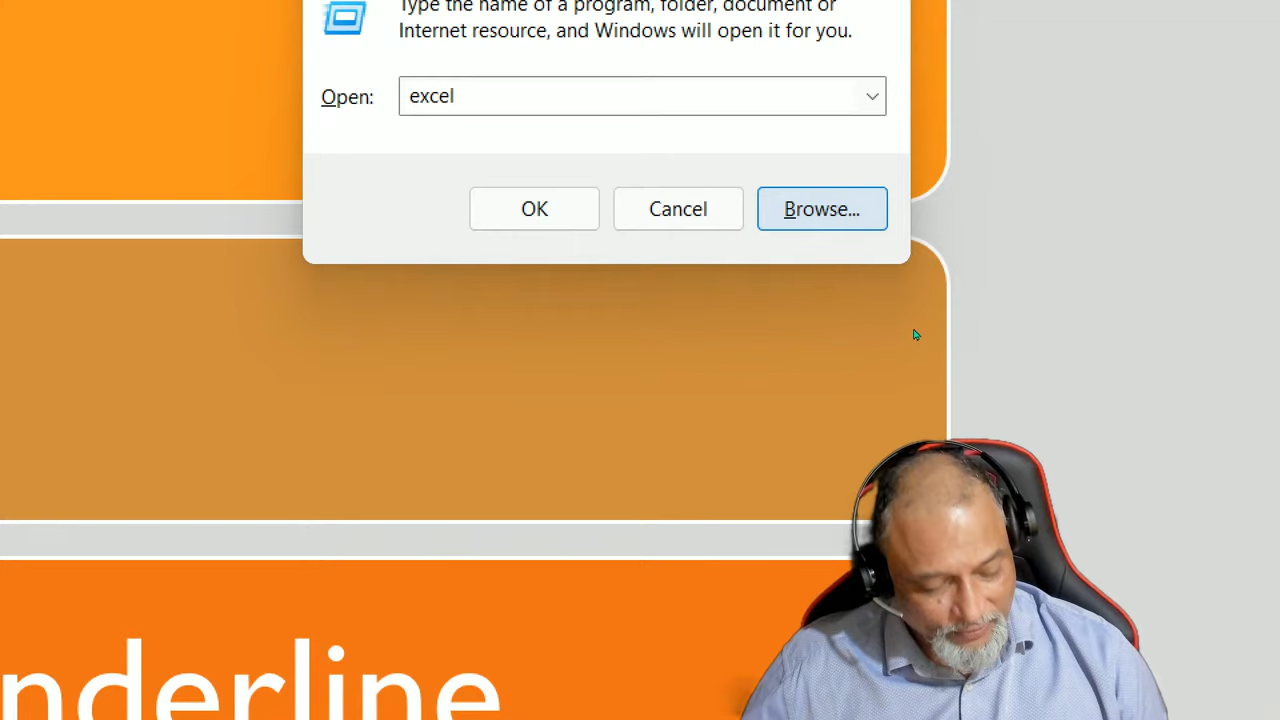 Type the name of a program, folder, document or
Internet resource, and Windows will open it for you.
Open: excel
OK Cancel Browse...
nderline